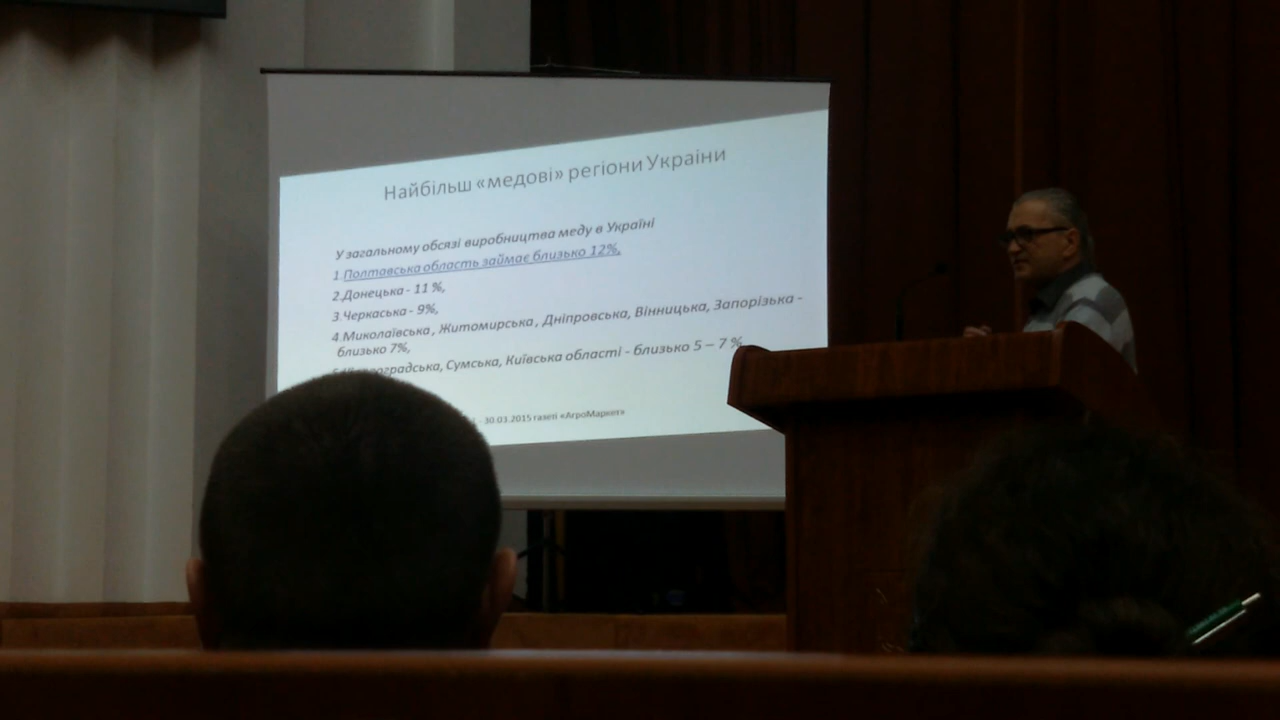 Найбільш «медові» регіони України
У загальному обсязі виробництва меду в Україні
1.Полтавська область займає близько 12%,
2.Донецька - 11 %,
3.Черкаська - 9%,
4.Миколаївська , Житомирська , Дніпровська, Вінницька, Запорізька -
близько 7%,
Сумська, Київська області - близько 5 – 7 %
- 30.03.2015 газеті «АгроМаркет»